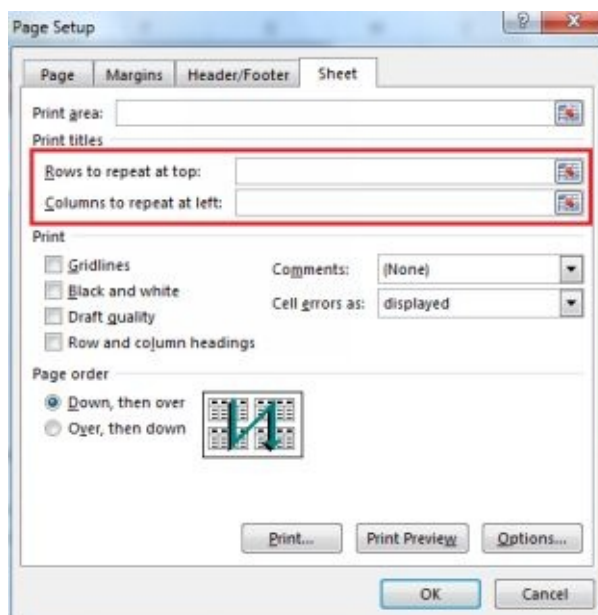 Page Setup
Page Margins Header/Footer Sheet
Print area:
Print titles
Rows to repeat at top:
Columns to repeat at left:
Print
Gridlines Comments: (None)
Black and white Cell errors as: displayed
Draft quality
Row and column headings
Page order
Down, then over
Over, then down
Print... Print Preview Options...
OK Cancel